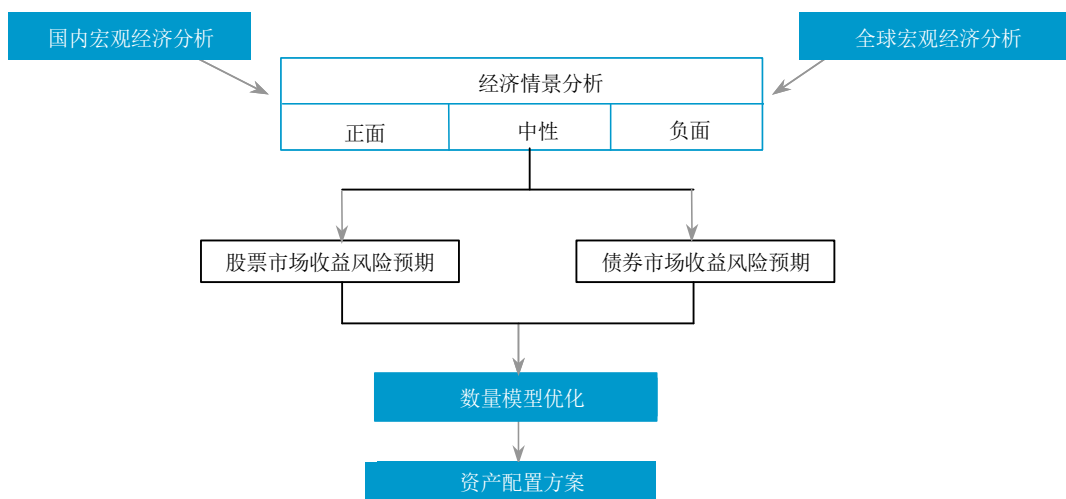 国内宏观经济分析
全球宏观经济分析
经济情景分析
正面
中性
负面
股票市场收益风险预期
债券市场收益风险预期
数量模型优化
资产配置方案